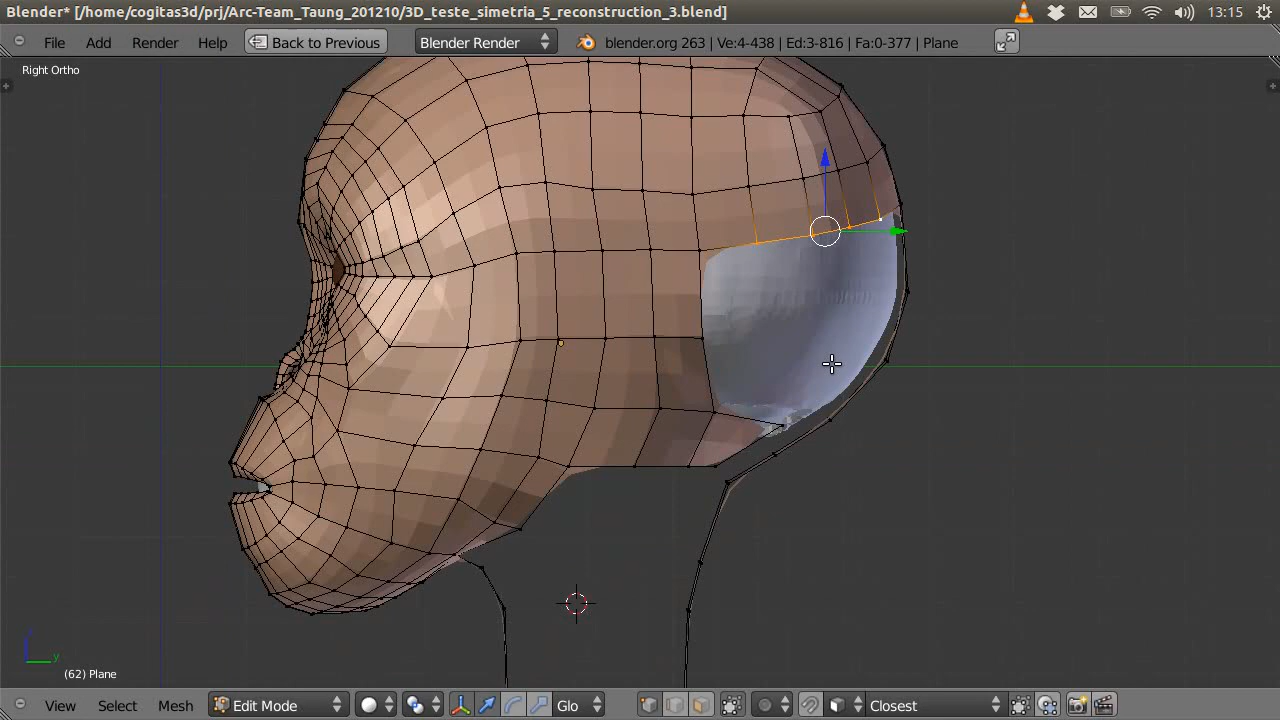 Blender* [/home/cogitas3d/prj/Arc-Team_Taung_201210/3D_teste_simetria_5_reconstruction_3.blend]
13:15
File Add Render Help Back to Previous Blender Render blender.org 263 | Ve:4-438 | Ed:3-816 | Fa:0-377 | Plane
Right Ortho
z
y
(62) Plane
View Select Mesh Edit Mode Glo Closest